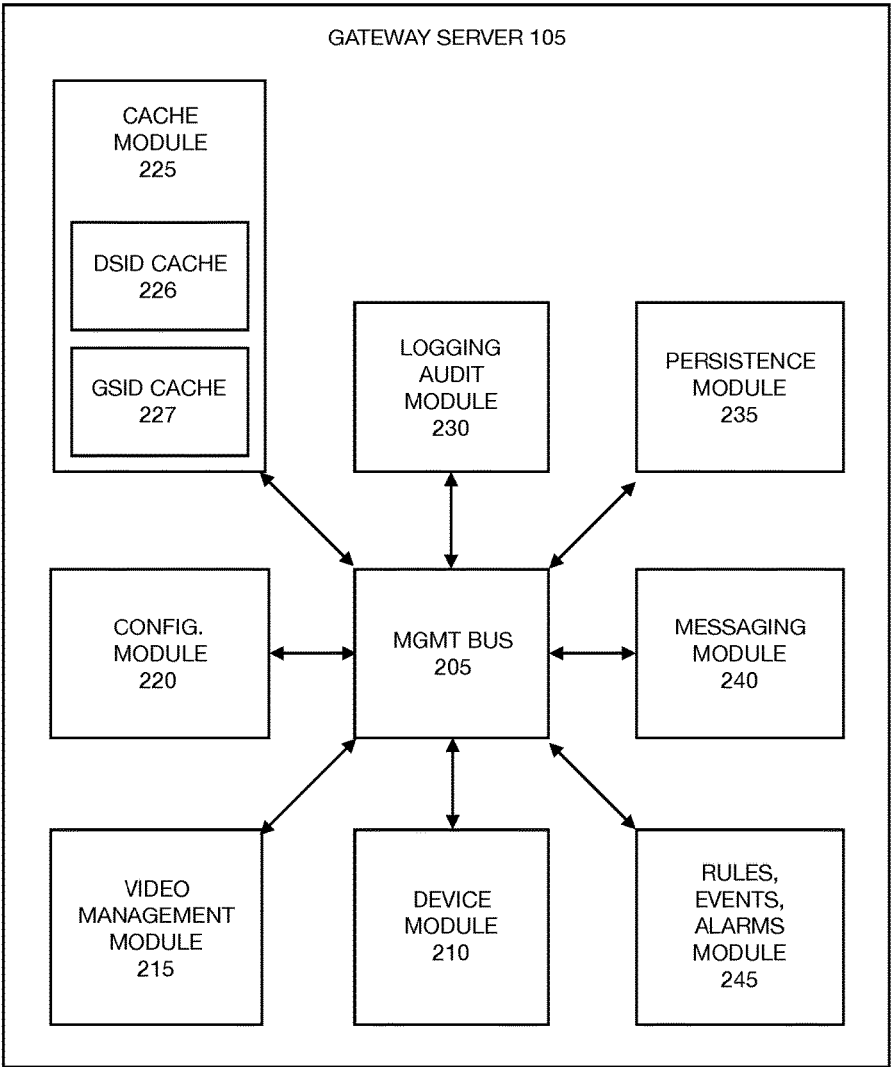 GATEWAY SERVER 105
CACHE
MODULE
225
DSID CACHE
226
GSID CACHE
227
LOGGING
AUDIT
MODULE
230
PERSISTENCE
MODULE
235
CONFIG.
MODULE
220
MGMT BUS
205
MESSAGING
MODULE
240
VIDEO
MANAGEMENT
MODULE
215
DEVICE
MODULE
210
RULES,
EVENTS,
ALARMS
MODULE
245